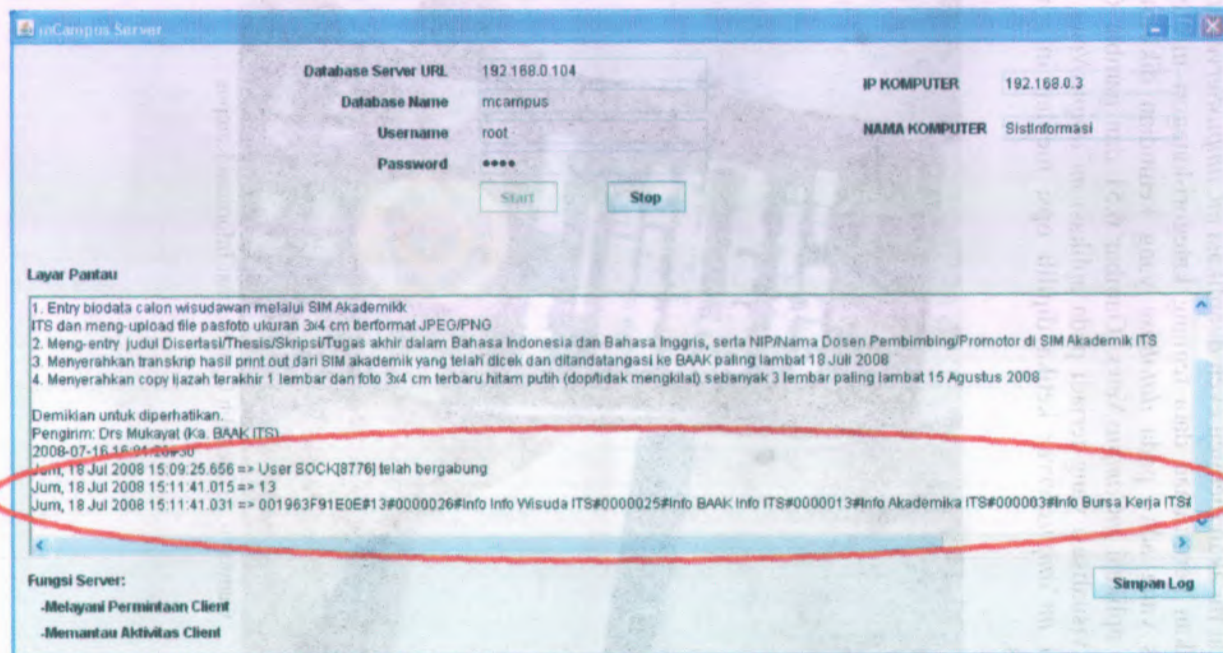 mCampus Server
Database Server URL 192.168.0.104
Database Name mcampus
Username root
Password ••••
IP KOMPUTER 192.168.0.3
NAMA KOMPUTER SistInformasi
Start Stop
Layar Pantau
1. Entry biodata calon wisudawan melalui SIM Akademikk
ITS dan meng-upload file pasfoto ukuran 3x4 cm berformat JPEG/PNG
2. Meng-entry judul Disertasi/Thesis/Skripsi/Tugas akhir dalam Bahasa Indonesia dan Bahasa Inggris, serta NIP/Nama Dosen Pembimbing/Promotor di SIM Akademik ITS
3. Menyerahkan transkrip hasil print out dari SIM akademik yang telah dicek dan ditandatangasi ke BAAK paling lambat 18 Juli 2008
4. Menyerahkan copy Ijazah terakhir 1 lembar dan foto 3x4 cm terbaru hitam putih (dop/tidak mengkilat) sebanyak 3 lembar paling lambat 15 Agustus 2008
Demikian untuk diperhatikan.
Pengirim: Drs Mukayat (Ka. BAAK ITS)
2008-07-16
Jum, 18 Jul 2008 15:09:25.656 => User SOCK[8776] telah bergabung
Jum, 18 Jul 2008 15:11:41.015 => 13
Jum, 18 Jul 2008 15:11:41.031 => 001963F91E0E#13#0000026#Info Info Wisuda ITS#0000025#Info BAAK Info ITS#0000013#Info Akademika ITS#000003#Info Bursa Kerja ITS#
Fungsi Server:
-Melayani Permintaan Client
-Memantau Aktivitas Client
Simpan Log